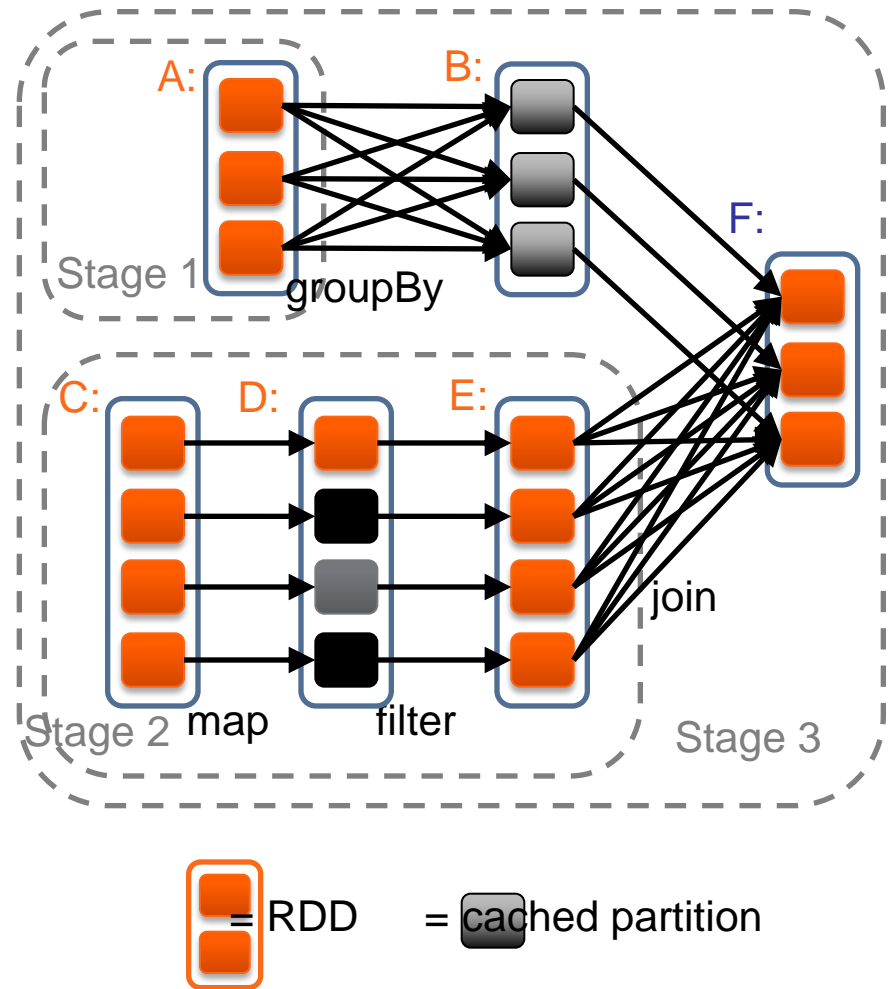 A:
B:
F:
Stage 1
groupBy
C:
D:
E:
join
Stage 2
map
filter
Stage 3
= RDD
= cached partition